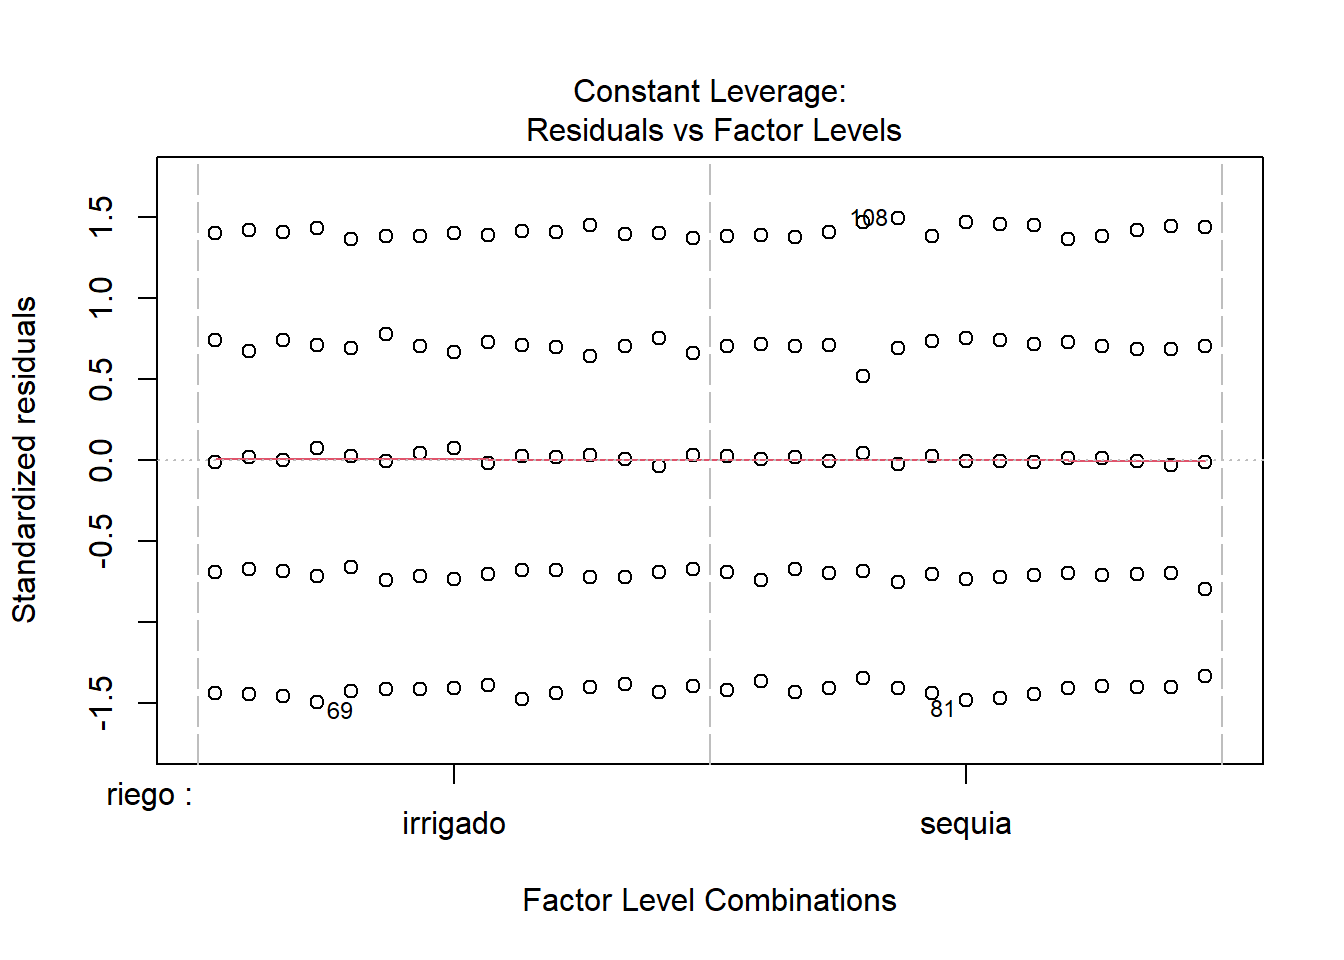 Constant Leverage:
Residuals vs Factor Levels
Standardized residuals
1.5
1.0
0.5
0.0
-0.5
-1.5
108
69
81
riego :
irrigado
sequia
Factor Level Combinations